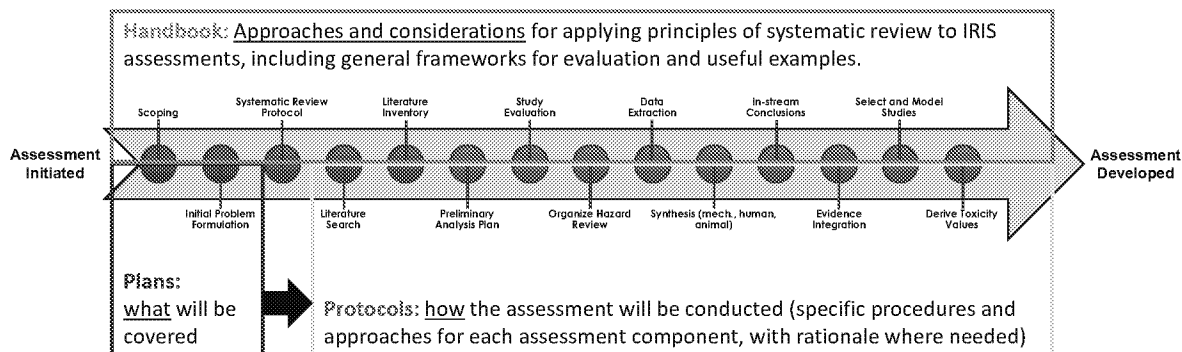 Handbook: Approaches and considerations for applying principles of systematic review to IRIS
assessments, including general frameworks for evaluation and useful examples.
Scoping
Systematic Review
Protocol
Literature
Inventory
Study
Evaluation
Data
Extraction
In-stream
Conclusions
Select and Model
Studies
Assessment
Initiated
Assessment
Developed
Initial Problem
Formulation
Literature
Search
Preliminary
Analysis Plan
Organize Hazard
Review
Synthesis (mech., human,
animal)
Evidence
Integration
Derive Toxicity
Values
Plans:
what will be
covered
Protocols: how the assessment will be conducted (specific procedures and
approaches for each assessment component, with rationale where needed)